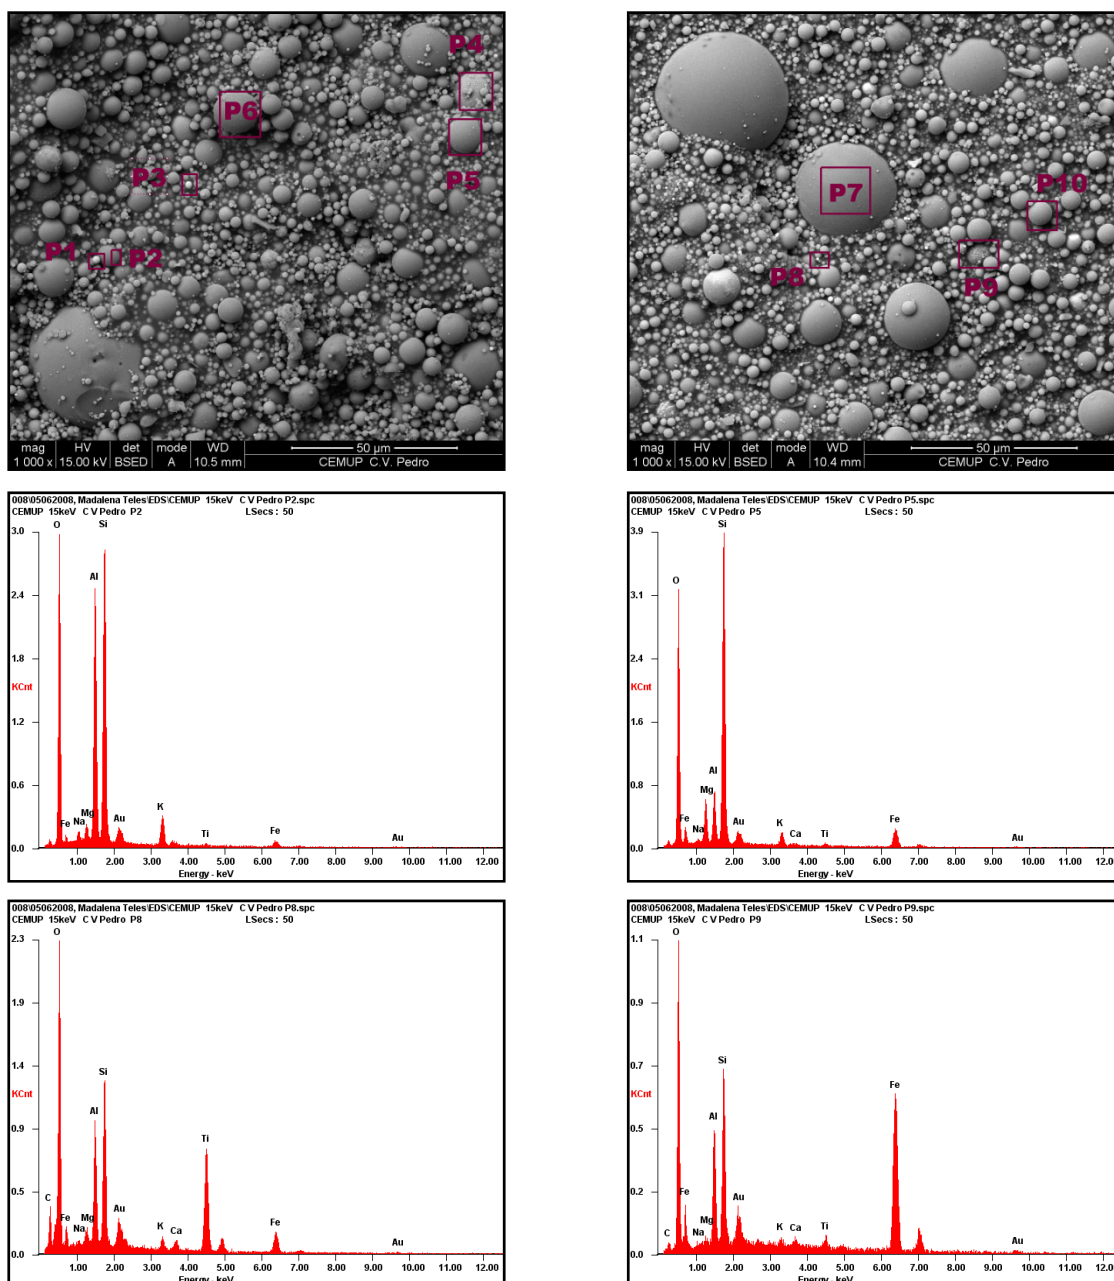 P4
P6
P3
P5
P1 P2
mag HV det mode WD 50 µm
1 000 x 15.00 kV BSED A 10.5 mm CEMUP C.V. Pedro
P7
P10
P8
P9
mag HV det mode WD 50 µm
1 000 x 15.00 kV BSED A 10.4 mm CEMUP C.V. Pedro
008\05062008, Madalena Teles\EDS\CEMUP 15keV C V Pedro P2.spc
CEMUP 15keV C V Pedro P2 LSecs : 50
O Si
3.0
Al
2.4
1.8
KCnt
1.2
0.6
K
Mg
Fe Na Au Ti Fe Au
0.0
1.00 2.00 3.00 4.00 5.00 6.00 7.00 8.00 9.00 10.00 11.00 12.00
Energy - keV
008\05062008, Madalena Teles\EDS\CEMUP 15keV C V Pedro P5.spc
CEMUP 15keV C V Pedro P5 LSecs : 50
Si
3.9
O
3.1
2.4
KCnt
1.6
Al
0.8
Mg
Fe Na Au K Ca Ti Fe Au
0.0
1.00 2.00 3.00 4.00 5.00 6.00 7.00 8.00 9.00 10.00 11.00 12.0
Energy - keV
008\05062008, Madalena Teles\EDS\CEMUP 15keV C V Pedro P8.spc
CEMUP 15keV C V Pedro P8 LSecs : 50
O
2.3
1.9
1.4
Si
KCnt
Al
0.9
Ti
0.5
C
Fe Na Mg Au K Ca Fe Au
0.0
1.00 2.00 3.00 4.00 5.00 6.00 7.00 8.00 9.00 10.00 11.00 12.00
Energy - keV
008\05062008, Madalena Teles\EDS\CEMUP 15keV C V Pedro P9.spc
CEMUP 15keV C V Pedro P9 LSecs : 50
O
1.1
0.9
0.7
Si
KCnt
Fe
Al
0.5
0.2
Fe Au
C Na Mg K Ca Ti Au
0.0
1.00 2.00 3.00 4.00 5.00 6.00 7.00 8.00 9.00 10.00 11.00 12.0
Energy - keV